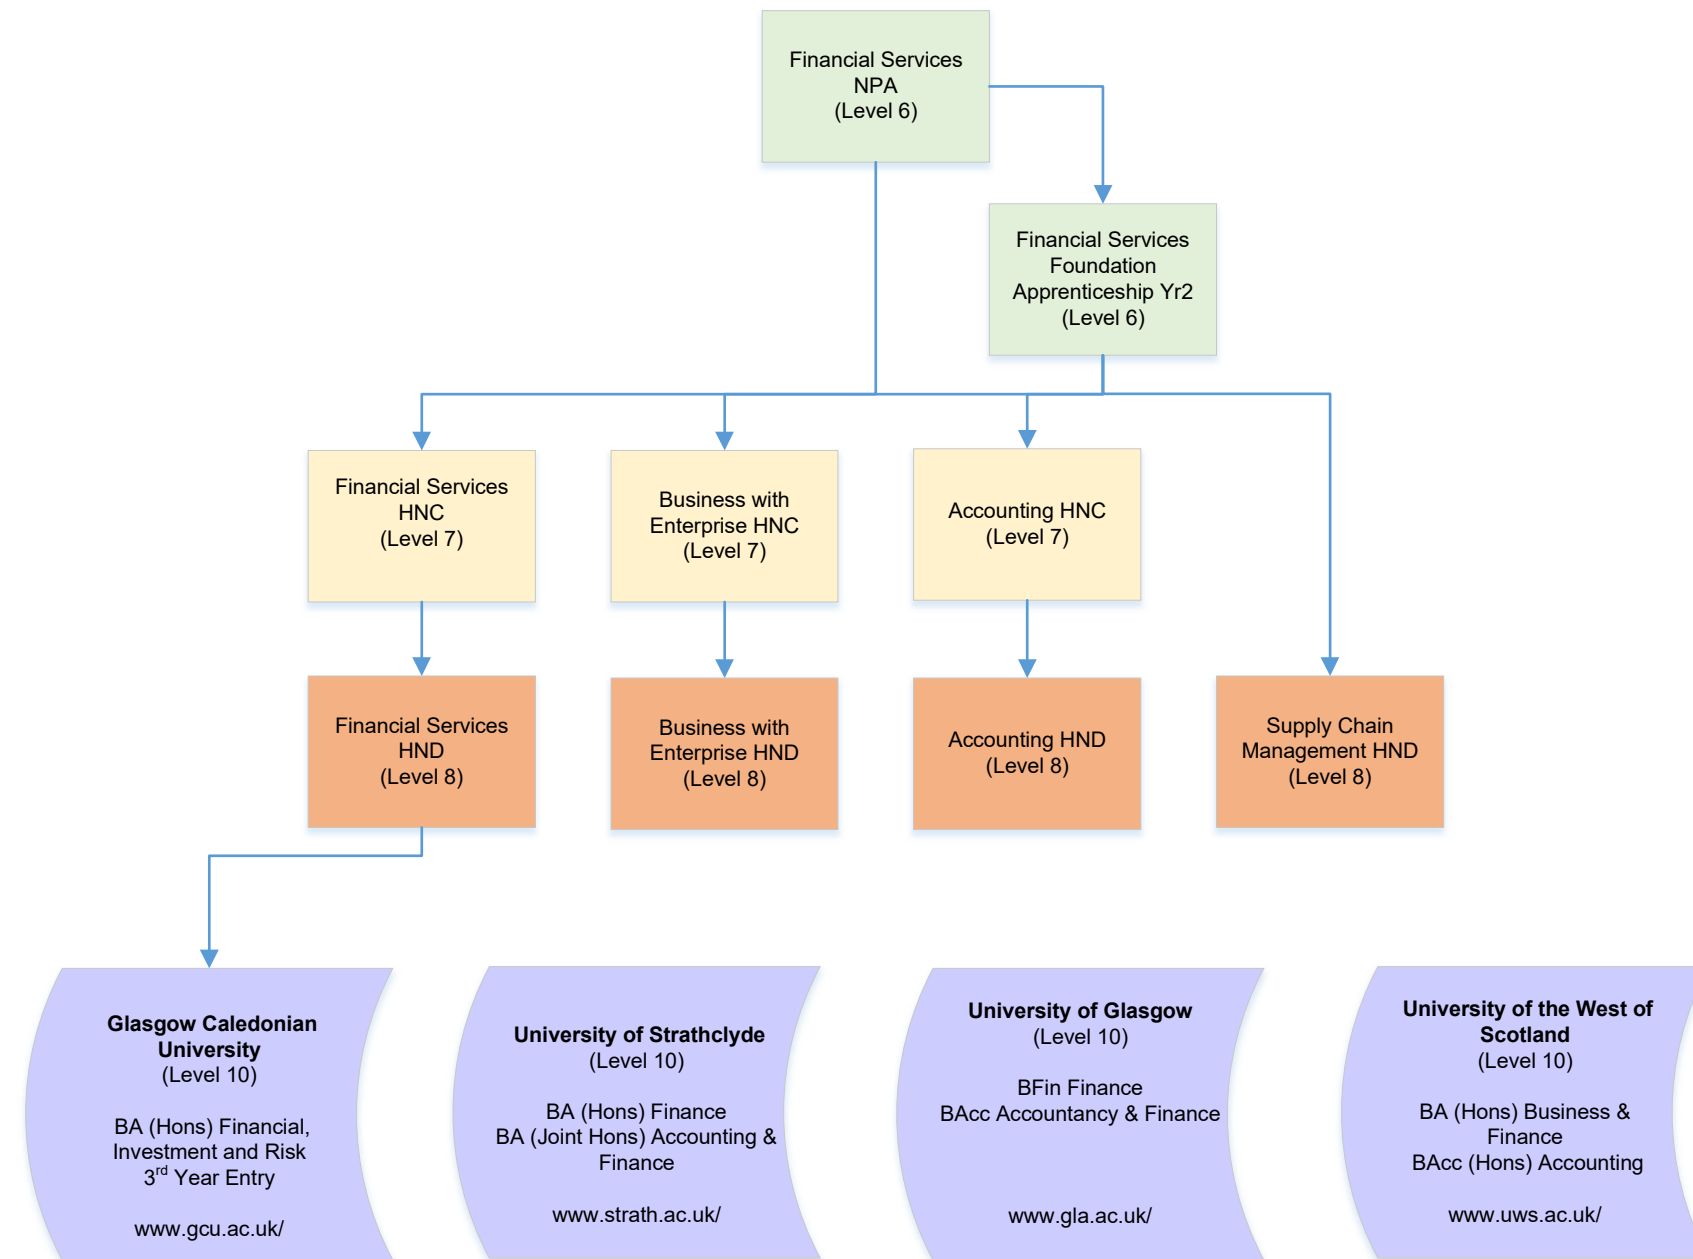 Financial Services
NPA
(Level 6)
Financial Services
Foundation
Apprenticeship Yr2
(Level 6)
Financial Services
HNC
(Level 7)
Business with
Enterprise HNC
(Level 7)
Accounting HNC
(Level 7)
Financial Services
HND
(Level 8)
Business with
Enterprise HND
(Level 8)
Accounting HND
(Level 8)
Supply Chain
Management HND
(Level 8)
Glasgow Caledonian
University
(Level 10)
BA (Hons) Financial,
Investment and Risk
3rd Year Entry
www.gcu.ac.uk/
University of Strathclyde
(Level 10)
BA (Hons) Finance
BA (Joint Hons) Accounting &
Finance
www.strath.ac.uk/
University of Glasgow
(Level 10)
BFin Finance
BAcc Accountancy & Finance
www.gla.ac.uk/
University of the West of
Scotland
(Level 10)
BA (Hons) Business &
Finance
BAcc (Hons) Accounting
www.uws.ac.uk/